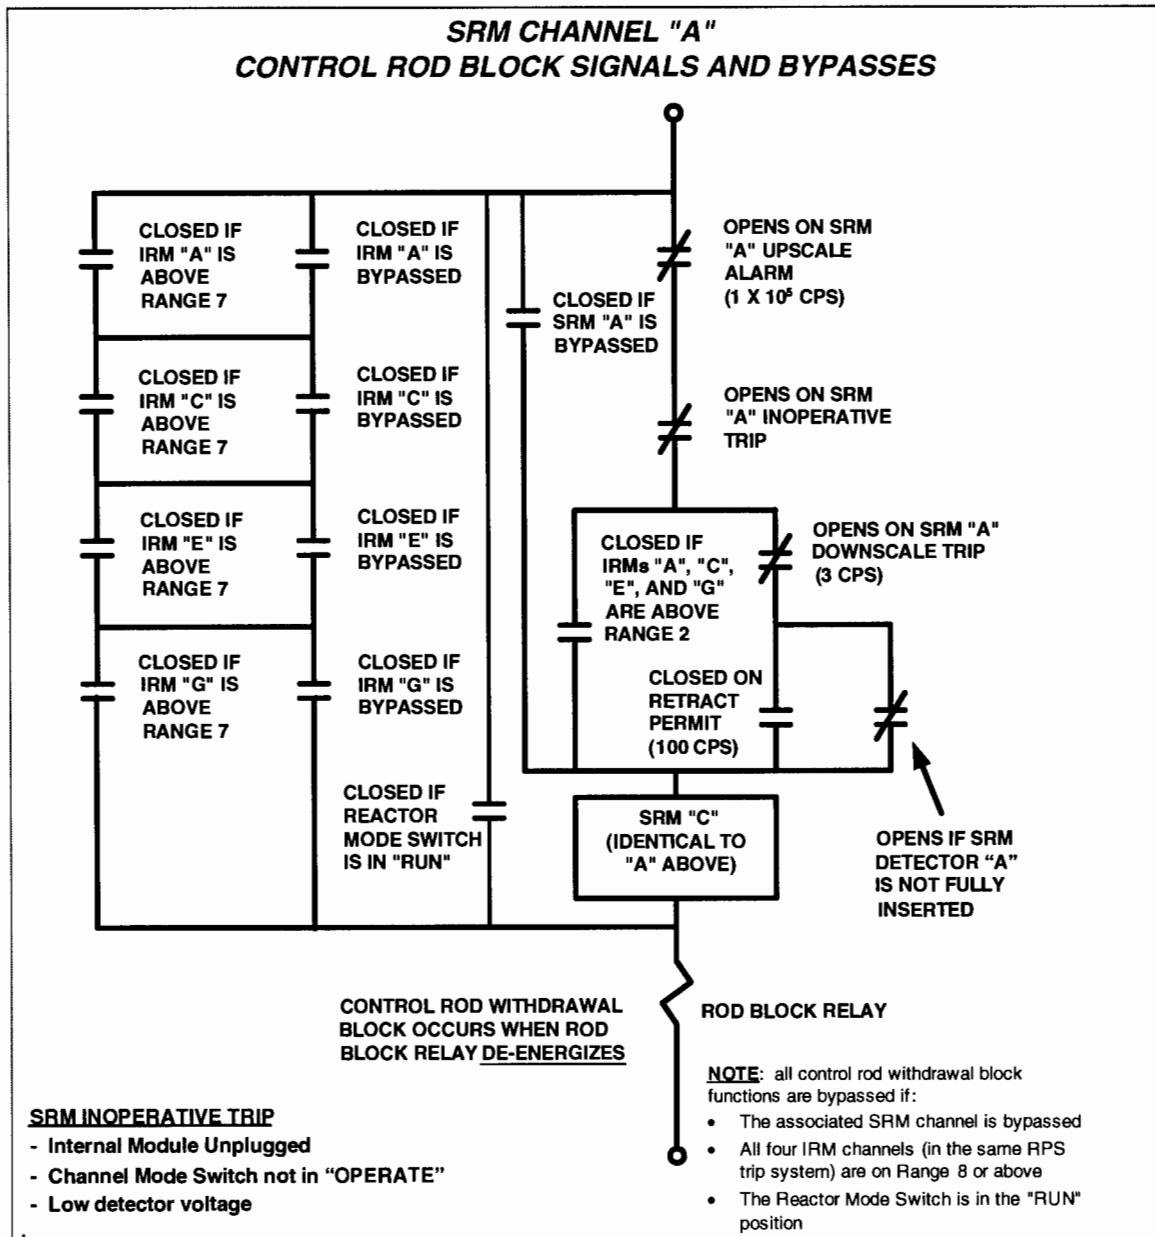 SRM CHANNEL "A"
CONTROL ROD BLOCK SIGNALS AND BYPASSES
CLOSED IF
IRM "A" IS
ABOVE
RANGE 7
CLOSED IF
IRM "A" IS
BYPASSED
CLOSED IF
SRM "A" IS
BYPASSED
OPENS ON SRM
"A" UPSCALE
ALARM
(1 X 10⁵ CPS)
CLOSED IF
IRM "C" IS
ABOVE
RANGE 7
CLOSED IF
IRM "C" IS
BYPASSED
OPENS ON SRM
"A" INOPERATIVE
TRIP
CLOSED IF
IRM "E" IS
ABOVE
RANGE 7
CLOSED IF
IRM "E" IS
BYPASSED
CLOSED IF
IRMs "A", "C",
"E", AND "G"
ARE ABOVE
RANGE 2
OPENS ON SRM "A"
DOWNSCALE TRIP
(3 CPS)
CLOSED IF
IRM "G" IS
ABOVE
RANGE 7
CLOSED IF
IRM "G" IS
BYPASSED
CLOSED ON
RETRACT
PERMIT
(100 CPS)
CLOSED IF
REACTOR
MODE SWITCH
IS IN "RUN"
SRM "C"
(IDENTICAL TO
"A" ABOVE)
OPENS IF SRM
DETECTOR “A”
IS NOT FULLY
INSERTED
CONTROL ROD WITHDRAWAL
BLOCK OCCURS WHEN ROD
BLOCK RELAY DE-ENERGIZES
ROD BLOCK RELAY
SRM INOPERATIVE TRIP
- Internal Module Unplugged
- Channel Mode Switch not in “OPERATE”
- Low detector voltage
NOTE: all control rod withdrawal block
functions are bypassed if:
• The associated SRM channel is bypassed
• All four IRM channels (in the same RPS
trip system) are on Range 8 or above
• The Reactor Mode Switch is in the "RUN"
position